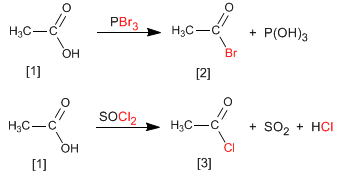 O O
H₃C—C PBr₃ H₃C—C + P(OH)₃
OH Br
[1] [2]
O O
H₃C—C SOCl₂ H₃C—C + SO₂ + HCl
OH Cl
[1] [3]